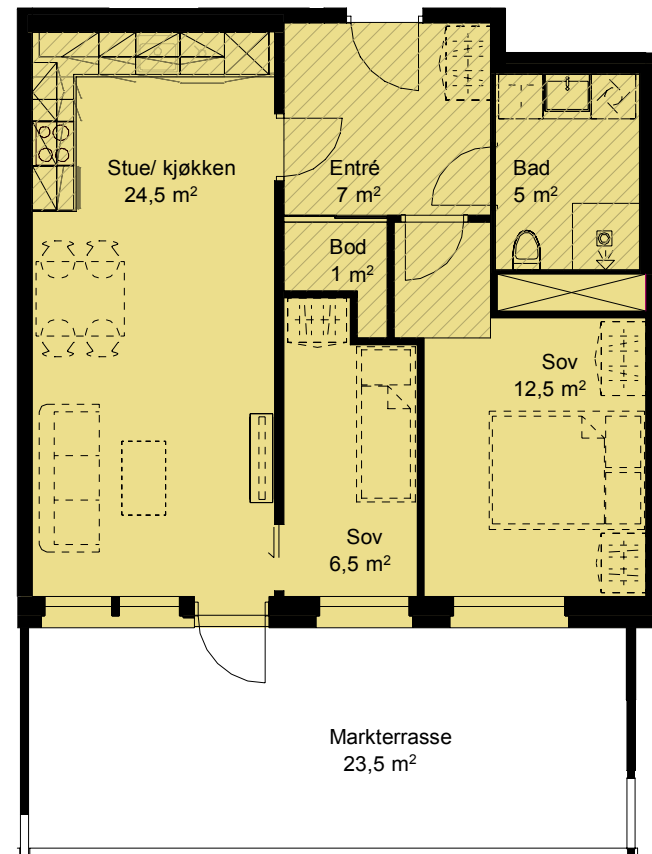 Stue/ kjøkken
24,5 m²
Entré
7 m²
Bad
5 m²
Bod
1 m²
Sov
12,5 m²
Sov
6,5 m²
Markterrasse
23,5 m²